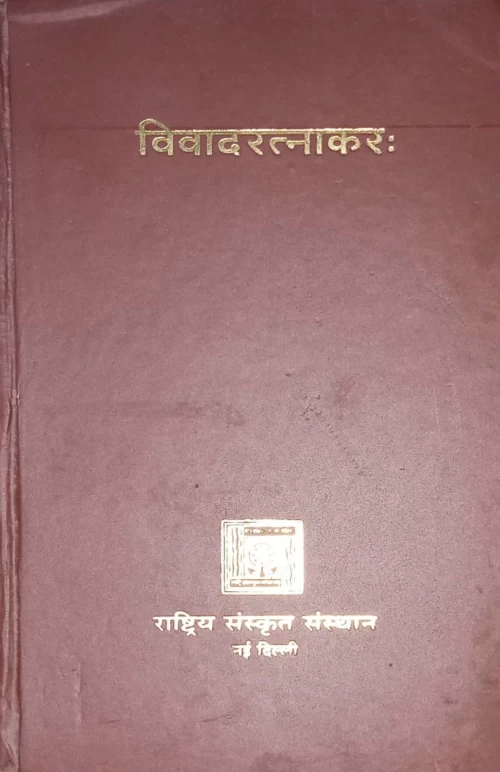 विवादरत्नाकरः
राष्ट्रिय संस्कृत संस्थान
नई दिल्ली